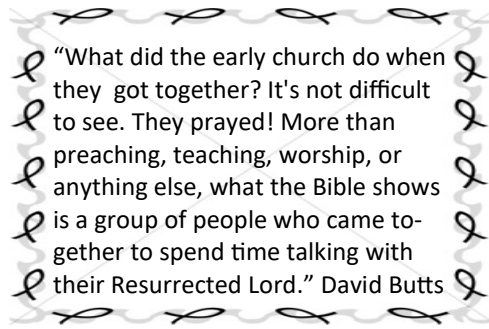 “What did the early church do when
they  got together? It's not difficult
to see. They prayed! More than
preaching, teaching, worship, or
anything else, what the Bible shows
is a group of people who came to-
gether to spend time talking with
their Resurrected Lord.” David Butts